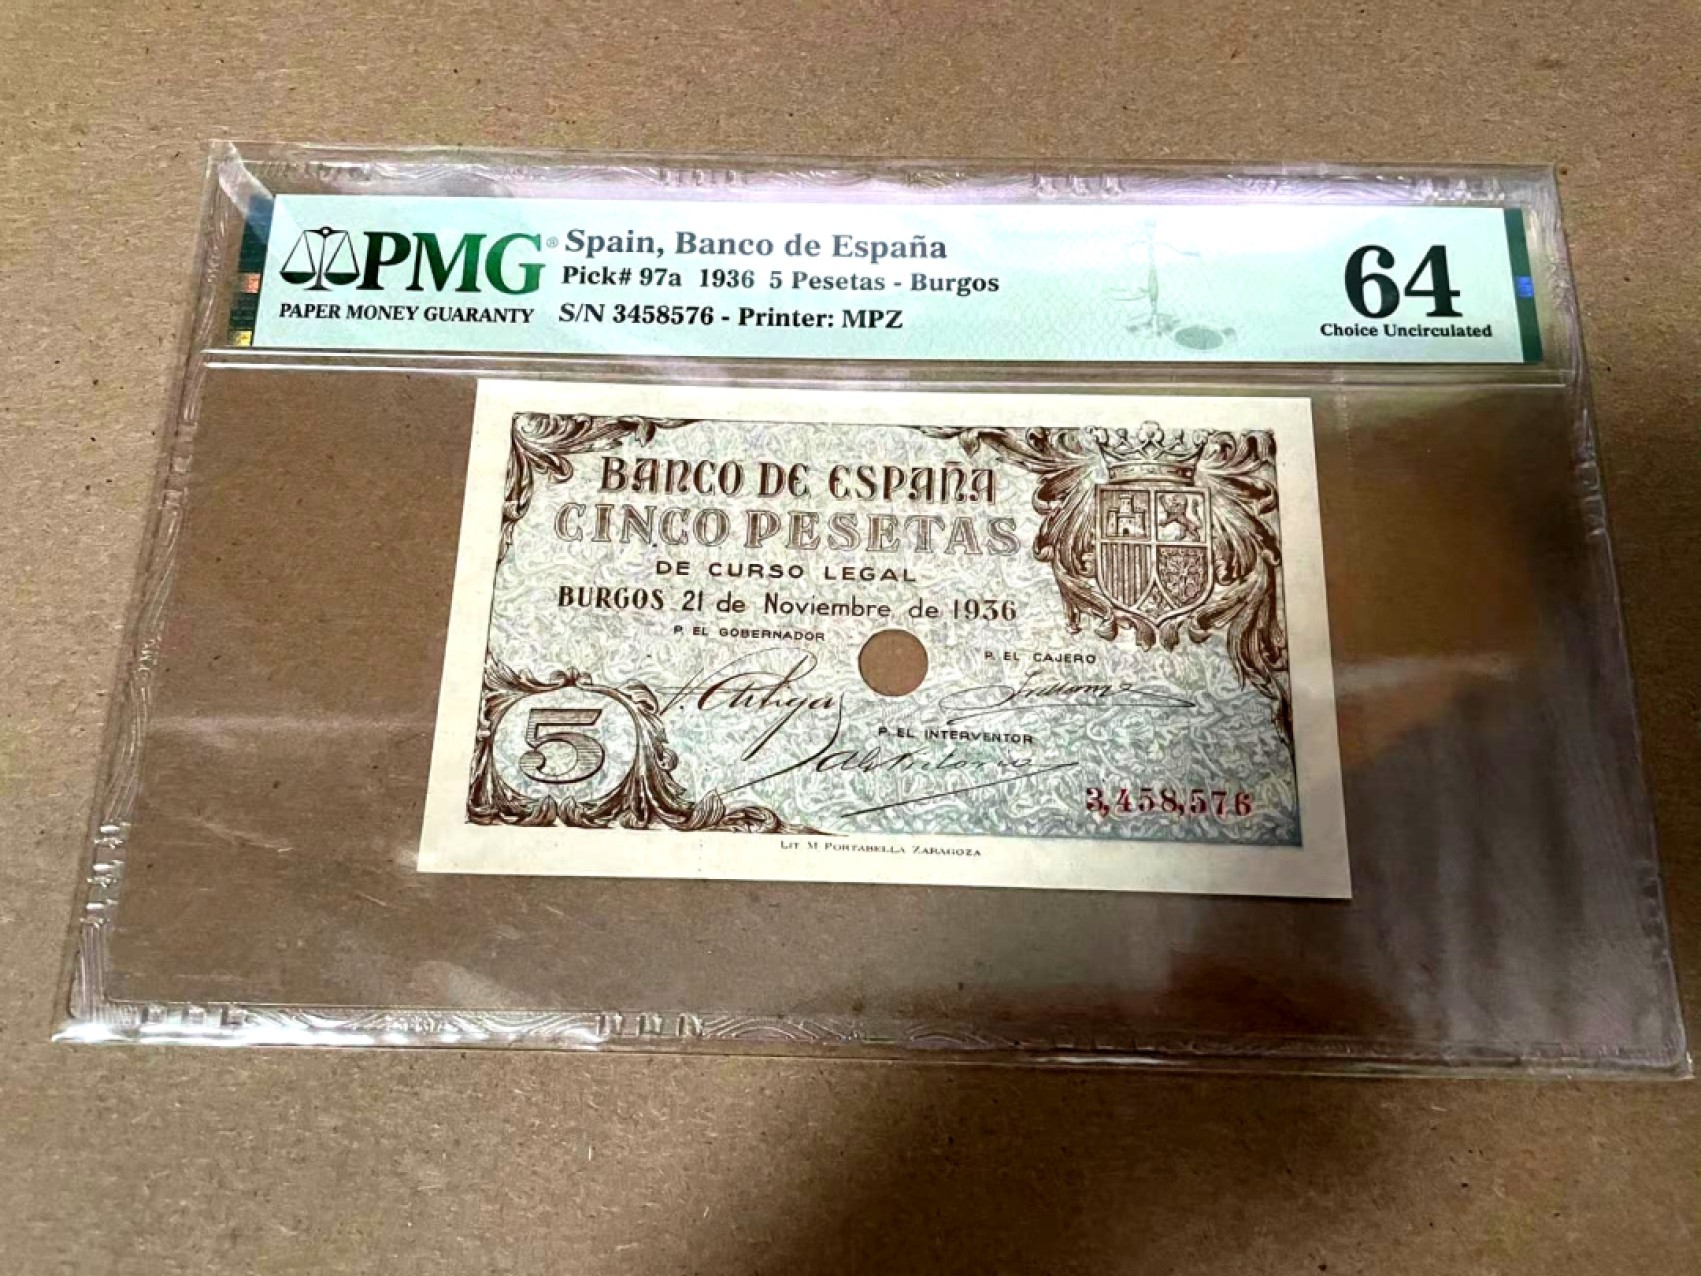 PMG® Spain, Banco de España
Pick# 97a 1936 5 Pesetas - Burgos
PAPER MONEY GUARANTY S/N 3458576 - Printer: MPZ
64
Choice Uncirculated
BANCO DE ESPAÑA
CINCO PESETAS
DE CURSO LEGAL
BURGOS 21 de Noviembre de 1936
P. EL GOBERNADOR
P. EL CAJERO
P. EL INTERVENTOR
5
3,458,576
LIT M PORTABELLA ZARAGOZA